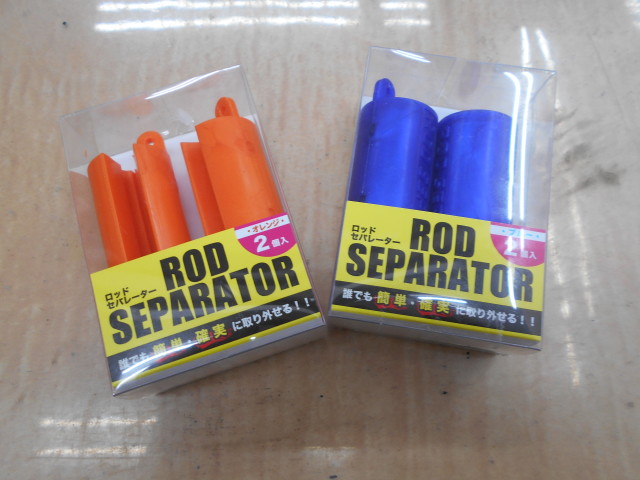 ・オレンジ・
2個入
ロッド
セパレーター
ROD
SEPARATOR
誰でも簡単・確実に取り外せる！！
2個入
ロッド
セパレーター
ROD
SEPARATOR
誰でも簡単・確実に取り外せる！！